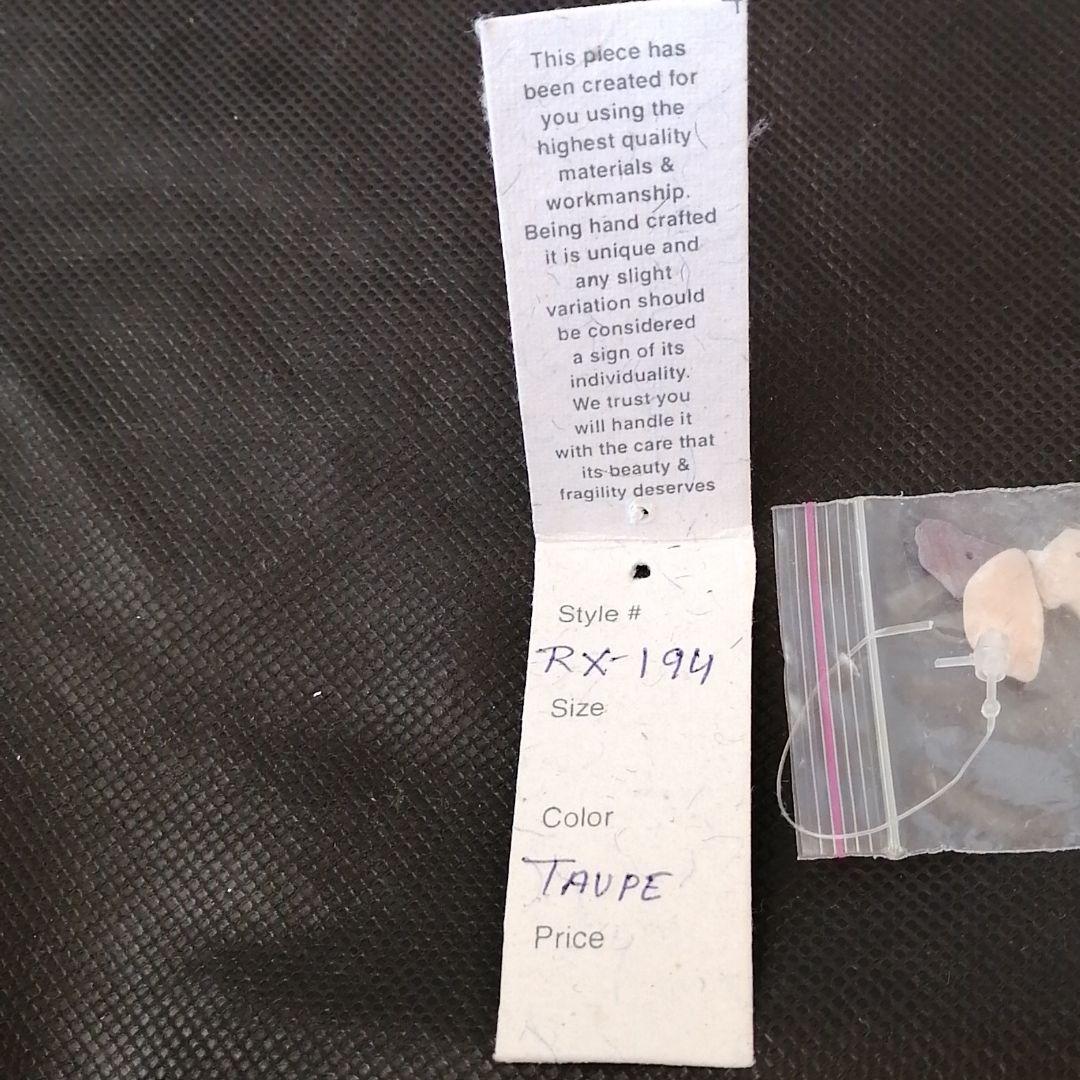 This piece has
been created for
you using the
highest quality
materials &
workmanship.
Being hand crafted
it is unique and
any slight
variation should
be considered
a sign of its
individuality.
We trust you
will handle it
with the care that
its beauty &
fragility deserves
Style #
RX-194
Size
Color
TAUPE
Price